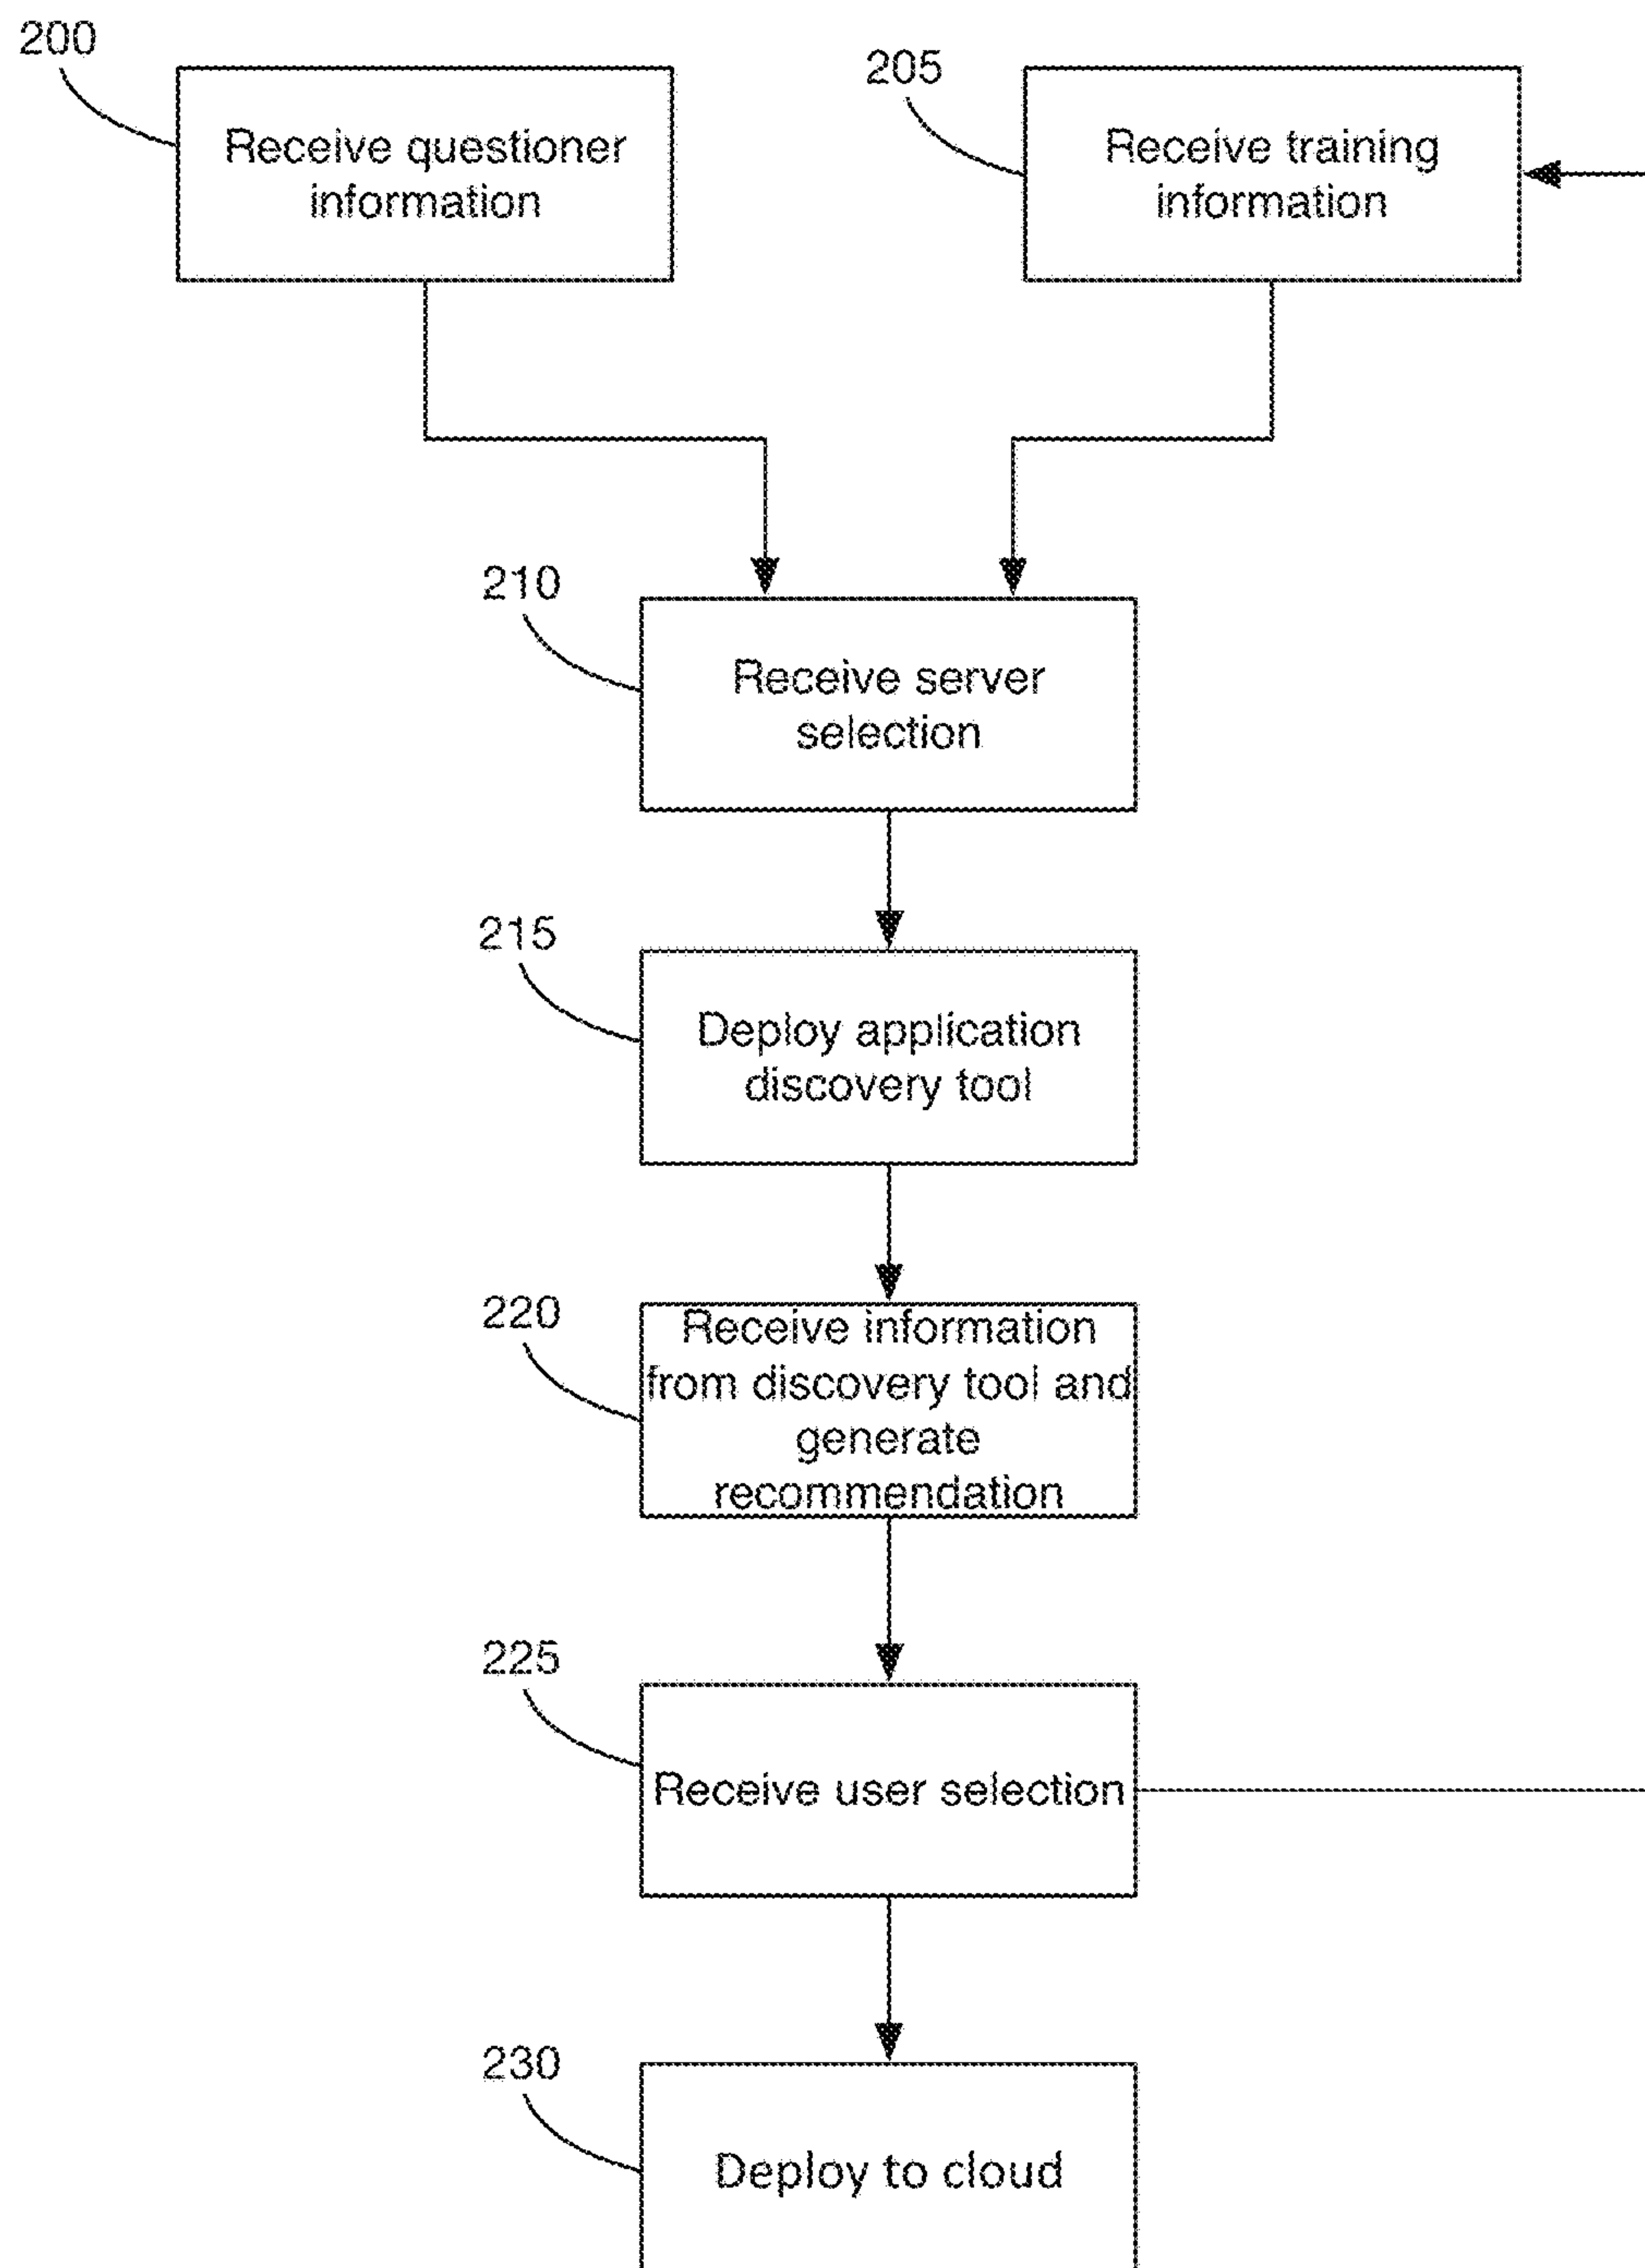 200
Receive questioner
information
205
Receive training
information
210
Receive server
selection
215
Deploy application
discovery tool
220
Receive information
from discovery tool and
generate
recommendation
225
Receive user selection
230
Deploy to cloud